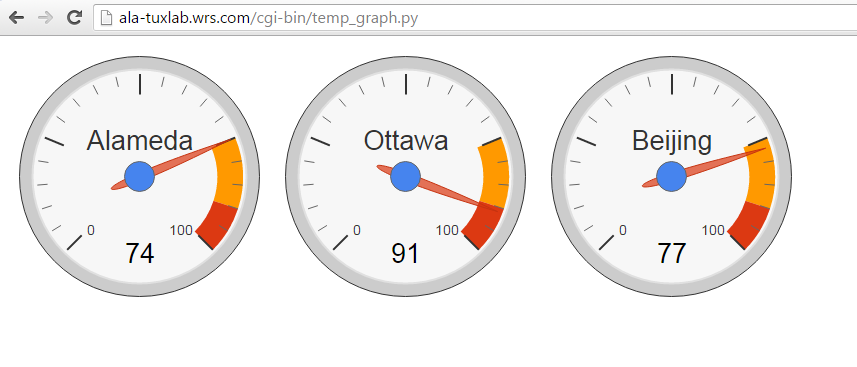 ala-tuxlab.wrs.com/cgi-bin/temp_graph.py
Alameda
0
100
74
Ottawa
0
100
91
Beijing
0
100
77